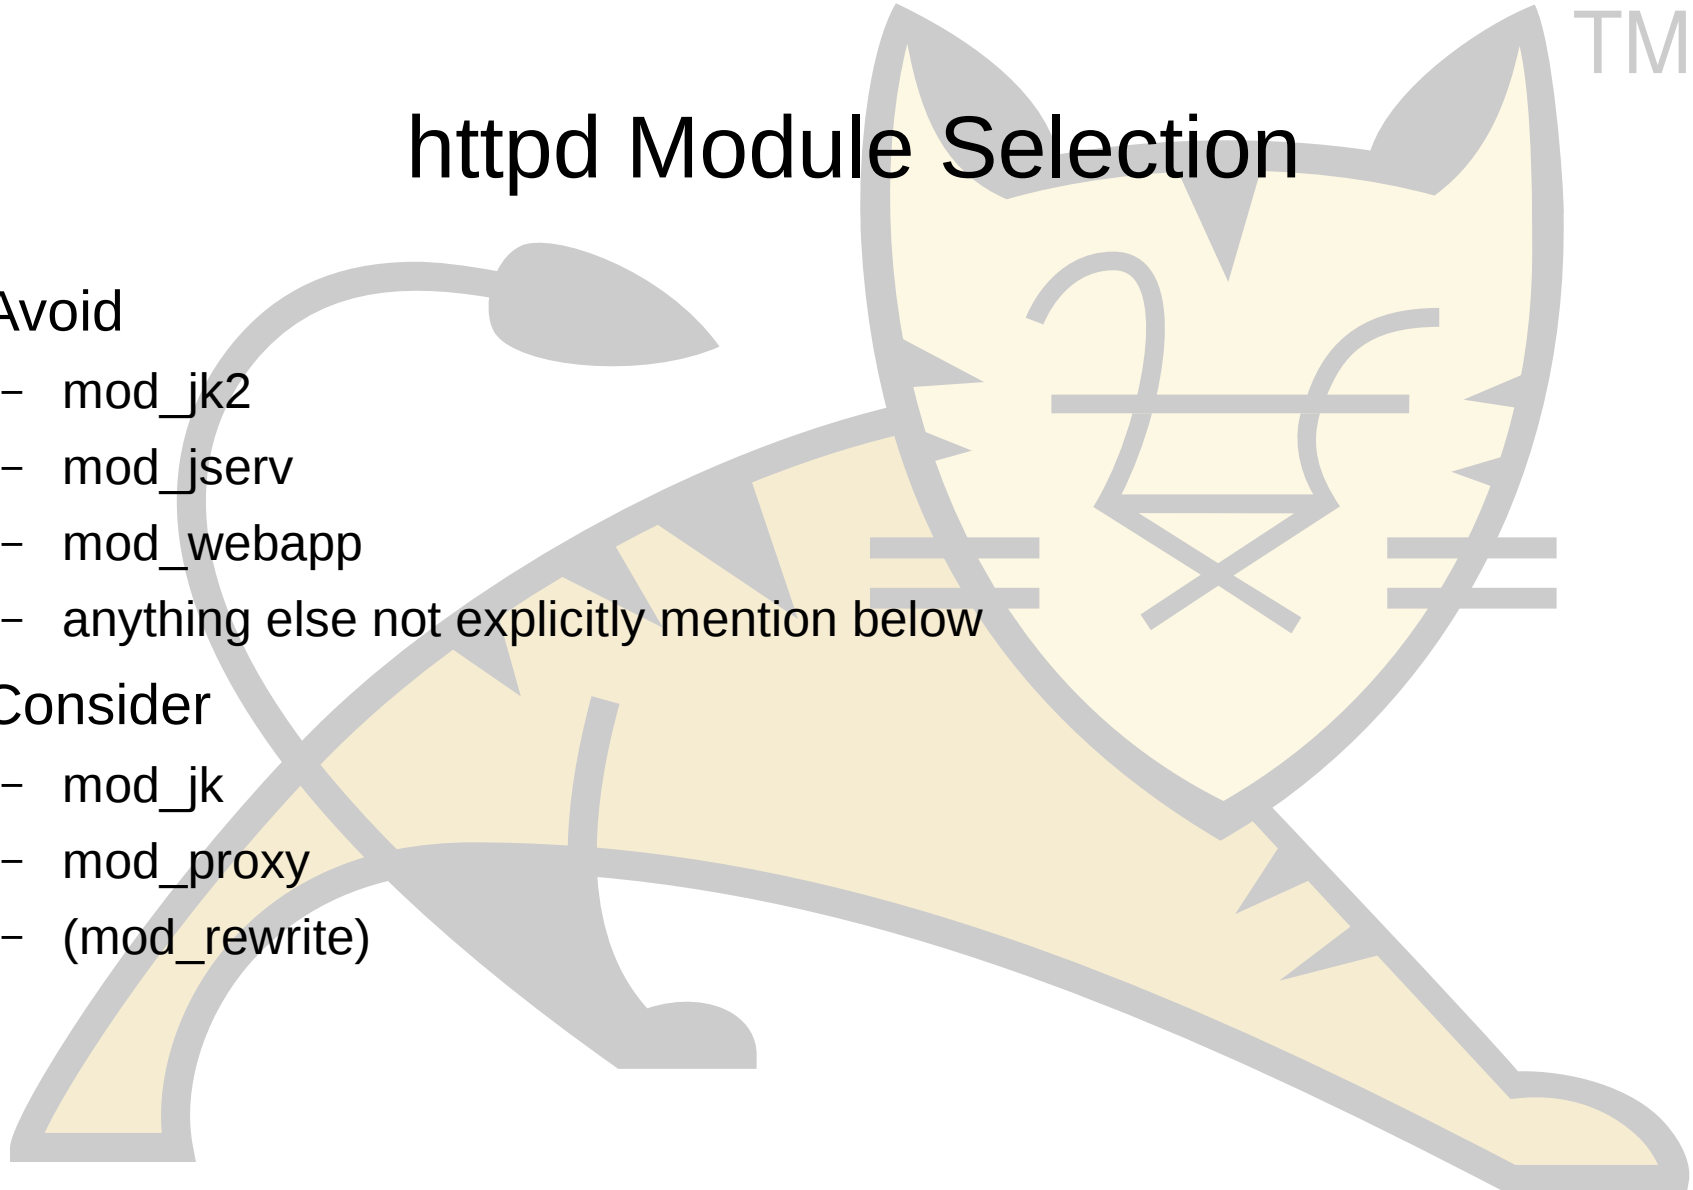 TM
httpd Module Selection
Avoid
– mod_jk2
– mod_jserv
– mod_webapp
– anything else not explicitly mention below
Consider
– mod_jk
– mod_proxy
– (mod_rewrite)